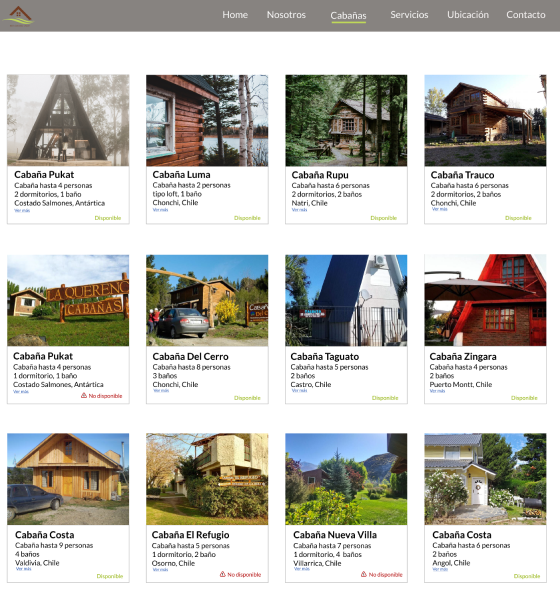 Home Nosotros Cabañas Servicios Ubicación Contacto
Cabaña Pukat
Cabaña hasta 4 personas
2 dormitorios, 1 baño
Costado Salmones, Antártica
Ver más
Disponible
Cabaña Luma
Cabaña hasta 2 personas
tipo loft, 1 baño
Chonchi, Chile
Ver más
Disponible
Cabaña Rupu
Cabaña hasta 6 personas
2 dormitorios, 2 baños
Natri, Chile
Ver más
Disponible
Cabaña Trauco
Cabaña hasta 6 personas
2 dormitorios, 2 baños
Chonchi, Chile
Ver más
Disponible
LA QUERENC
CABAÑAS
Cabaña Pukat
Cabaña hasta 4 personas
1 dormitorio, 1 baño
Costado Salmones, Antártica
Ver más
No disponible
Cabaña Del Cerro
Cabaña hasta 8 personas
3 baños
Chonchi, Chile
Ver más
Disponible
Cabaña Taguato
Cabaña hasta 5 personas
2 baños
Castro, Chile
Ver más
Disponible
Cabaña Zingara
Cabaña hasta 4 personas
2 baños
Puerto Montt, Chile
Ver más
Disponible
Cabaña Costa
Cabaña hasta 9 personas
4 baños
Valdivia, Chile
Ver más
Disponible
Cabaña El Refugio
Cabaña hasta 5 personas
1 dormitorio, 2 baño
Osorno, Chile
Ver más
No disponible
Cabaña Nueva Villa
Cabaña hasta 7 personas
1 dormitorio, 4 baños
Villarrica, Chile
Ver más
No disponible
Cabaña Costa
Cabaña hasta 6 personas
2 baños
Angol, Chile
Ver más
Disponible